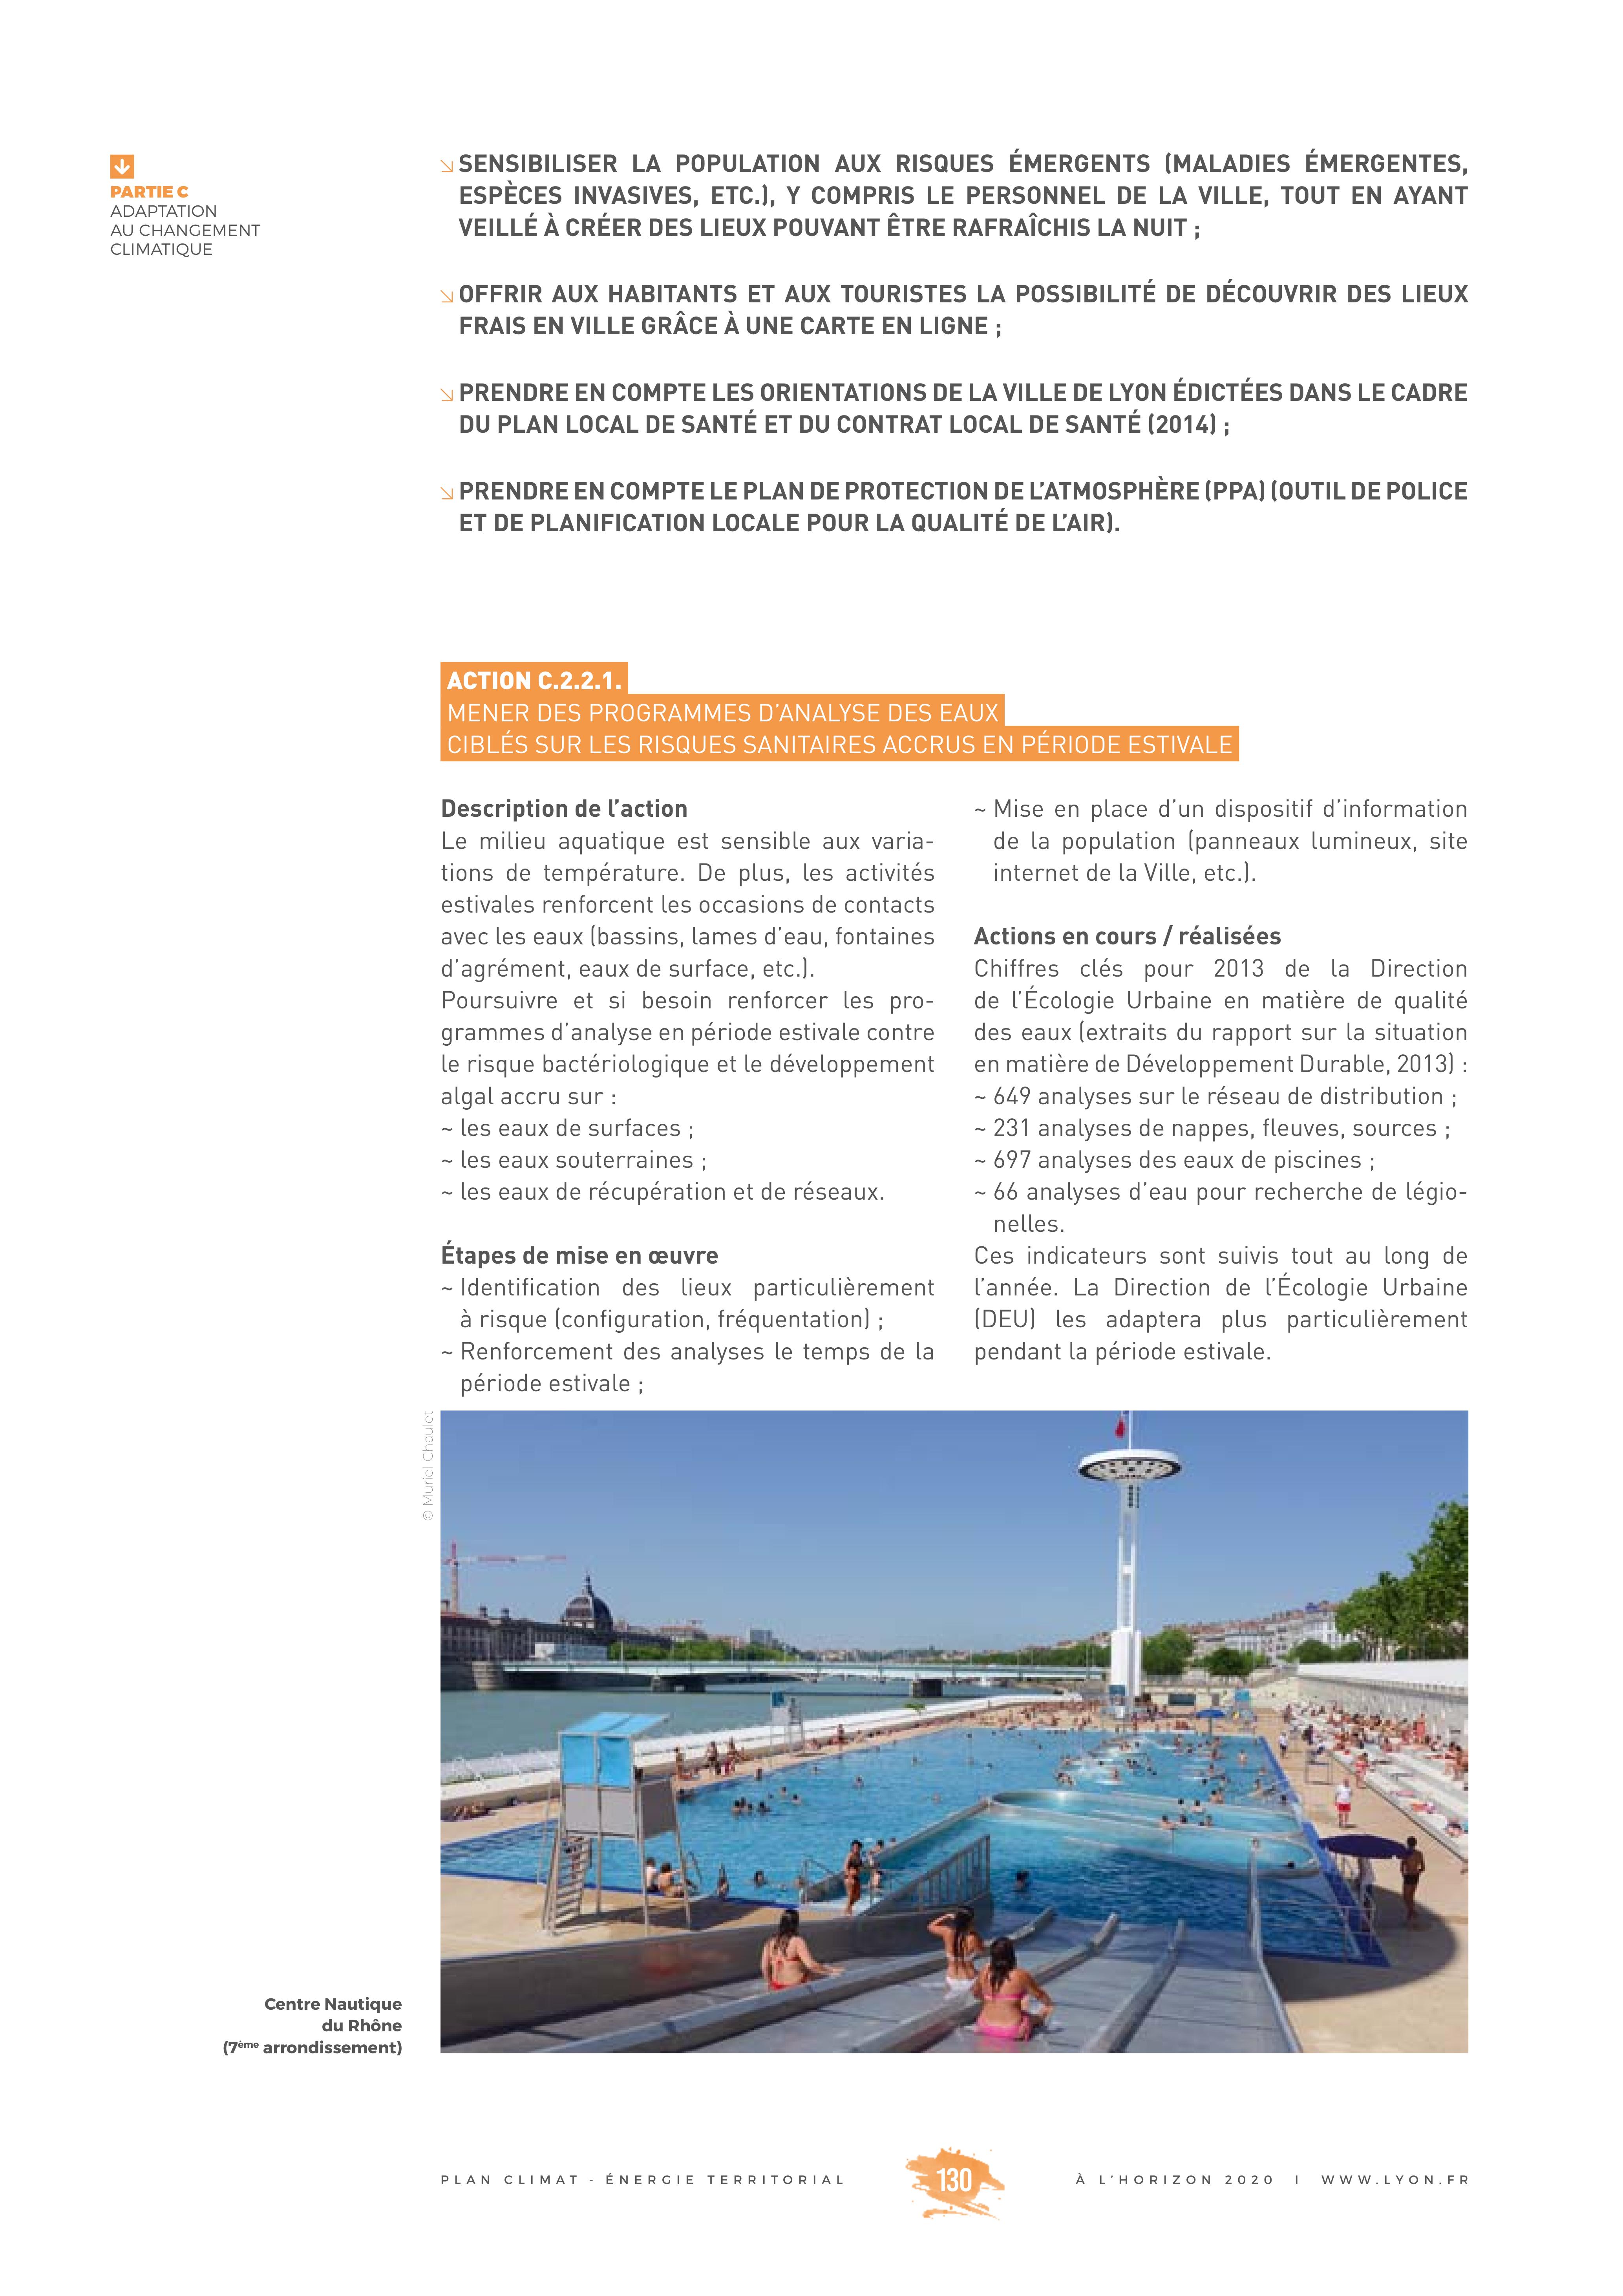 PARTIE C
ADAPTATION
AU CHANGEMENT
CLIMATIQUE
SENSIBILISER LA POPULATION AUX RISQUES ÉMERGENTS (MALADIES ÉMERGENTES,
ESPÈCES INVASIVES, ETC.), Y COMPRIS LE PERSONNEL DE LA VILLE, TOUT EN AYANT
VEILLÉ À CRÉER DES LIEUX POUVANT ÊTRE RAFRAÎCHIS LA NUIT ;
OFFRIR AUX HABITANTS ET AUX TOURISTES LA POSSIBILITÉ DE DÉCOUVRIR DES LIEUX
FRAIS EN VILLE GRÂCE À UNE CARTE EN LIGNE ;
PRENDRE EN COMPTE LES ORIENTATIONS DE LA VILLE DE LYON ÉDICTÉES DANS LE CADRE
DU PLAN LOCAL DE SANTÉ ET DU CONTRAT LOCAL DE SANTÉ (2014) ;
PRENDRE EN COMPTE LE PLAN DE PROTECTION DE L'ATMOSPHÈRE (PPA) (OUTIL DE POLICE
ET DE PLANIFICATION LOCALE POUR LA QUALITÉ DE L'AIR).
ACTION C.2.2.1.
MENER DES PROGRAMMES D'ANALYSE DES EAUX
CIBLÉS SUR LES RISQUES SANITAIRES ACCRUS EN PÉRIODE ESTIVALE
Description de l'action
Le milieu aquatique est sensible aux varia-
tions de température. De plus, les activités
estivales renforcent les occasions de contacts
avec les eaux (bassins, lames d'eau, fontaines
d'agrément, eaux de surface, etc.).
Poursuivre et si besoin renforcer les pro-
grammes d'analyse en période estivale contre
le risque bactériologique et le développement
algal accru sur :
~ les eaux de surfaces ;
~ les eaux souterraines ;
~ les eaux de récupération et de réseaux.
Étapes de mise en œuvre
~ Identification des lieux particulièrement
à risque (configuration, fréquentation) ;
~ Renforcement des analyses le temps de la
période estivale ;
~ Mise en place d'un dispositif d'information
de la population (panneaux lumineux, site
internet de la Ville, etc.).
Actions en cours / réalisées
Chiffres clés pour 2013 de la Direction
de l'Écologie Urbaine en matière de qualité
des eaux (extraits du rapport sur la situation
en matière de Développement Durable, 2013) :
~ 649 analyses sur le réseau de distribution ;
~ 231 analyses de nappes, fleuves, sources ;
~ 697 analyses des eaux de piscines ;
~ 66 analyses d'eau pour recherche de légio-
nelles.
Ces indicateurs sont suivis tout au long de
l'année. La Direction de l'Écologie Urbaine
(DEU) les adaptera plus particulièrement
pendant la période estivale.
© Muriel Chaulet
Centre Nautique
du Rhône
(7ème arrondissement)
PLAN CLIMAT - ÉNERGIE TERRITORIAL
130
À L'HORIZON 2020 I WWW.LYON.FR